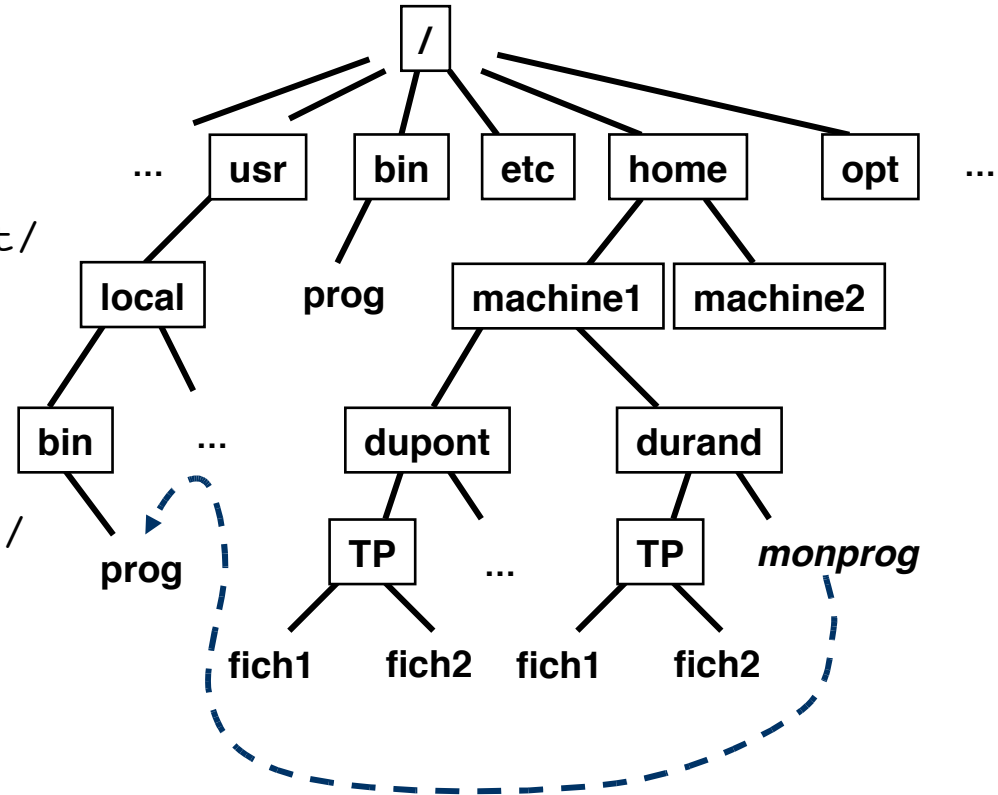 /
... usr bin etc home opt ...
/
local prog machine1 machine2
bin ... dupont durand
/
prog TP ... TP monprog
fich1 fich2 fich1 fich2